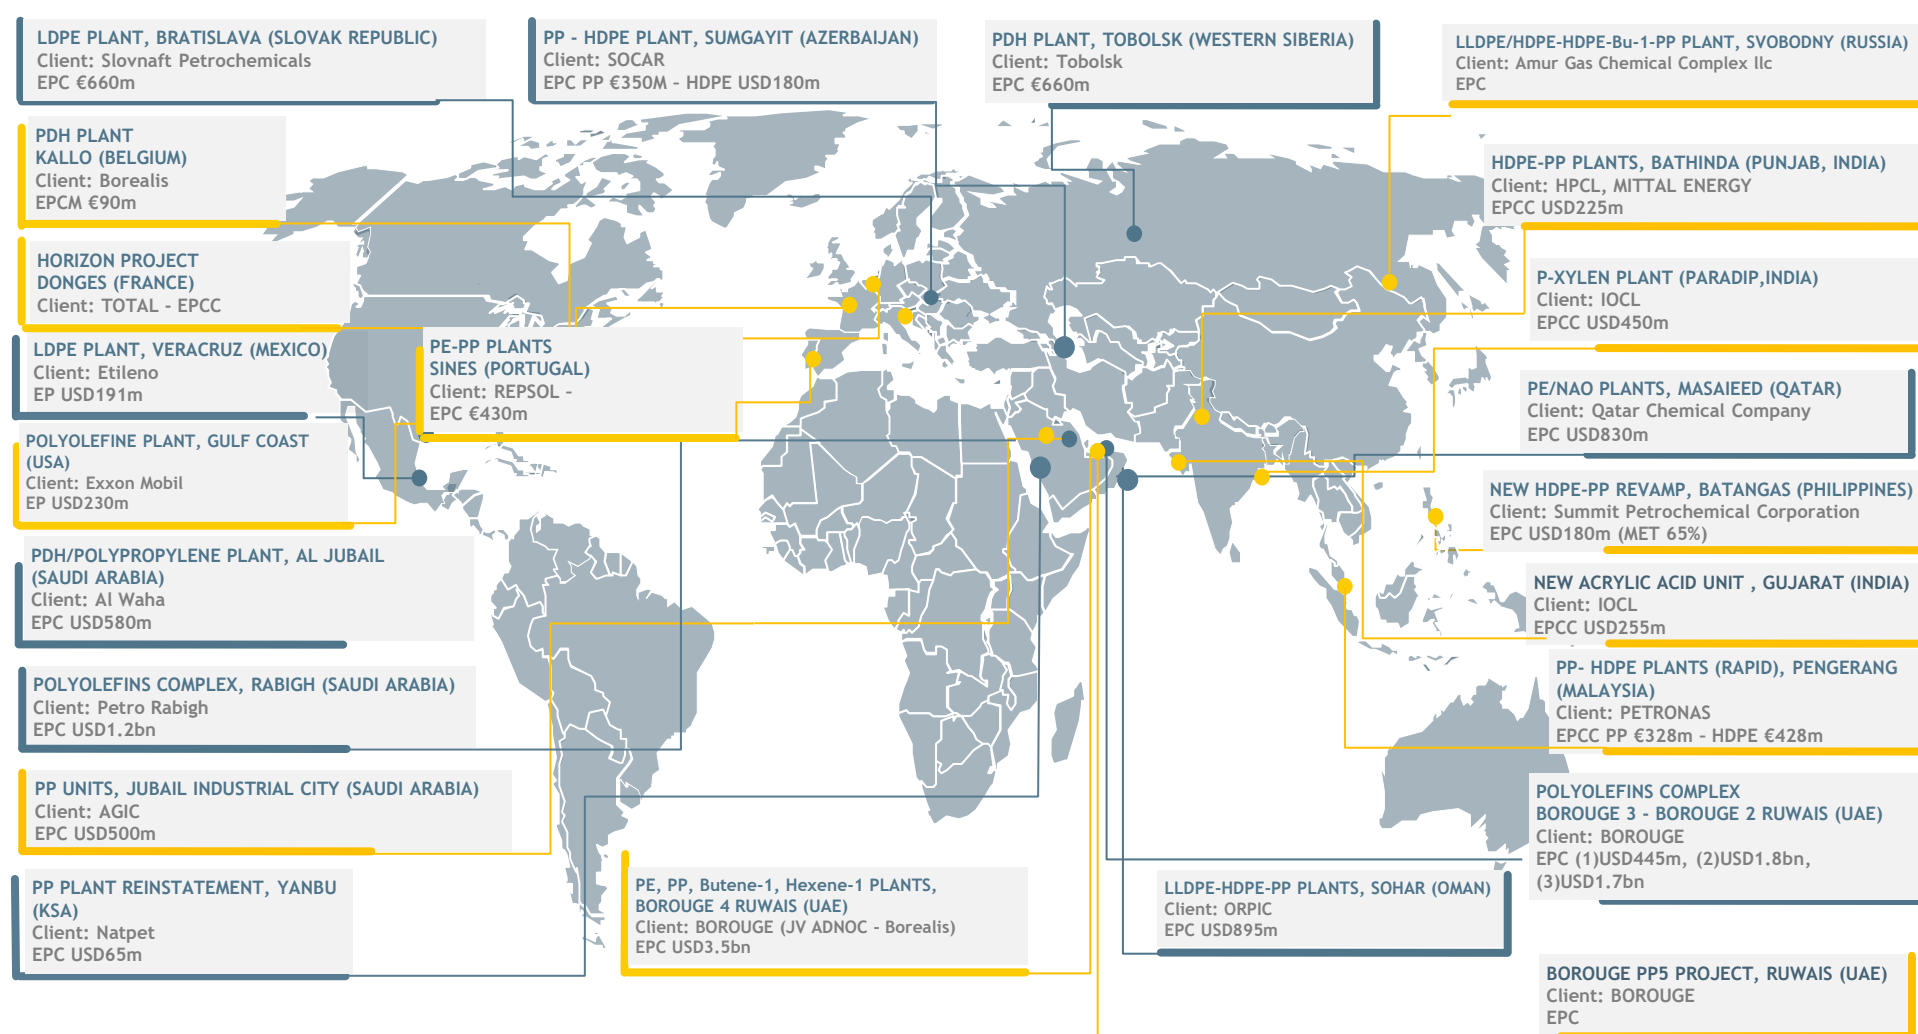 LDPE PLANT, BRATISLAVA (SLOVAK REPUBLIC)
Client: Slovnaft Petrochemicals
EPC €660m
PP - HDPE PLANT, SUMGAYIT (AZERBAIJAN)
Client: SOCAR
EPC PP €350M - HDPE USD180m
PDH PLANT, TOBOLSK (WESTERN SIBERIA)
Client: Tobolsk
EPC €660m
LLDPE/HDPE-HDPE-Bu-1-PP PLANT, SVOBODNY (RUSSIA)
Client: Amur Gas Chemical Complex llc
EPC
PDH PLANT
KALLO (BELGIUM)
Client: Borealis
EPCM €90m
HDPE-PP PLANTS, BATHINDA (PUNJAB, INDIA)
Client: HPCL, MITTAL ENERGY
EPCC USD225m
HORIZON PROJECT
DONGES (FRANCE)
Client: TOTAL - EPCC
P-XYLEN PLANT (PARADIP,INDIA)
Client: IOCL
EPCC USD450m
LDPE PLANT, VERACRUZ (MEXICO)
Client: Etileno
EP USD191m
PE-PP PLANTS
SINES (PORTUGAL)
Client: REPSOL -
EPC €430m
PE/NAO PLANTS, MASAIEED (QATAR)
Client: Qatar Chemical Company
EPC USD830m
POLYOLEFINE PLANT, GULF COAST
(USA)
Client: Exxon Mobil
EP USD230m
NEW HDPE-PP REVAMP, BATANGAS (PHILIPPINES)
Client: Summit Petrochemical Corporation
EPC USD180m (MET 65%)
PDH/POLYPROPYLENE PLANT, AL JUBAIL
(SAUDI ARABIA)
Client: Al Waha
EPC USD580m
NEW ACRYLIC ACID UNIT , GUJARAT (INDIA)
Client: IOCL
EPCC USD255m
POLYOLEFINS COMPLEX, RABIGH (SAUDI ARABIA)
Client: Petro Rabigh
EPC USD1.2bn
PP- HDPE PLANTS (RAPID), PENGERANG
(MALAYSIA)
Client: PETRONAS
EPCC PP €328m - HDPE €428m
PP UNITS, JUBAIL INDUSTRIAL CITY (SAUDI ARABIA)
Client: AGIC
EPC USD500m
POLYOLEFINS COMPLEX
BOROUGE 3 - BOROUGE 2 RUWAIS (UAE)
Client: BOROUGE
EPC (1)USD445m, (2)USD1.8bn,
(3)USD1.7bn
PP PLANT REINSTATEMENT, YANBU
(KSA)
Client: Natpet
EPC USD65m
PE, PP, Butene-1, Hexene-1 PLANTS,
BOROUGE 4 RUWAIS (UAE)
Client: BOROUGE (JV ADNOC - Borealis)
EPC USD3.5bn
LLDPE-HDPE-PP PLANTS, SOHAR (OMAN)
Client: ORPIC
EPC USD895m
BOROUGE PP5 PROJECT, RUWAIS (UAE)
Client: BOROUGE
EPC